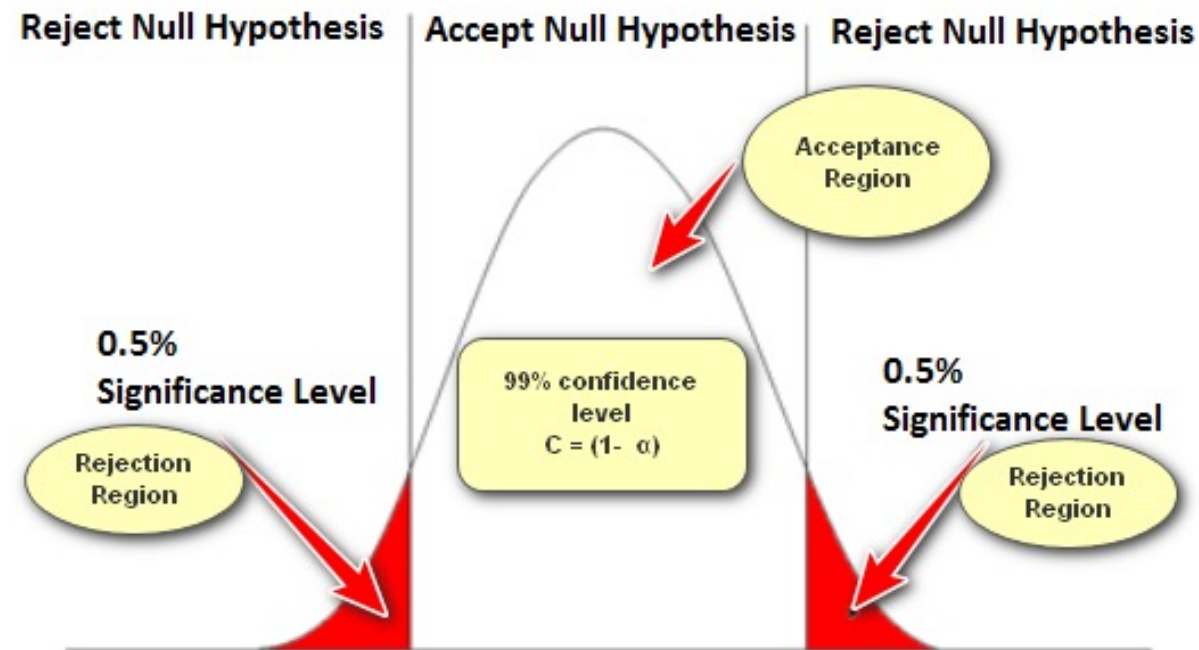 Reject Null Hypothesis
Accept Null Hypothesis
Reject Null Hypothesis
Acceptance
Region
0.5%
Significance Level
99% confidence
level
C = (1- α)
0.5%
Significance Level
Rejection
Region
Rejection
Region